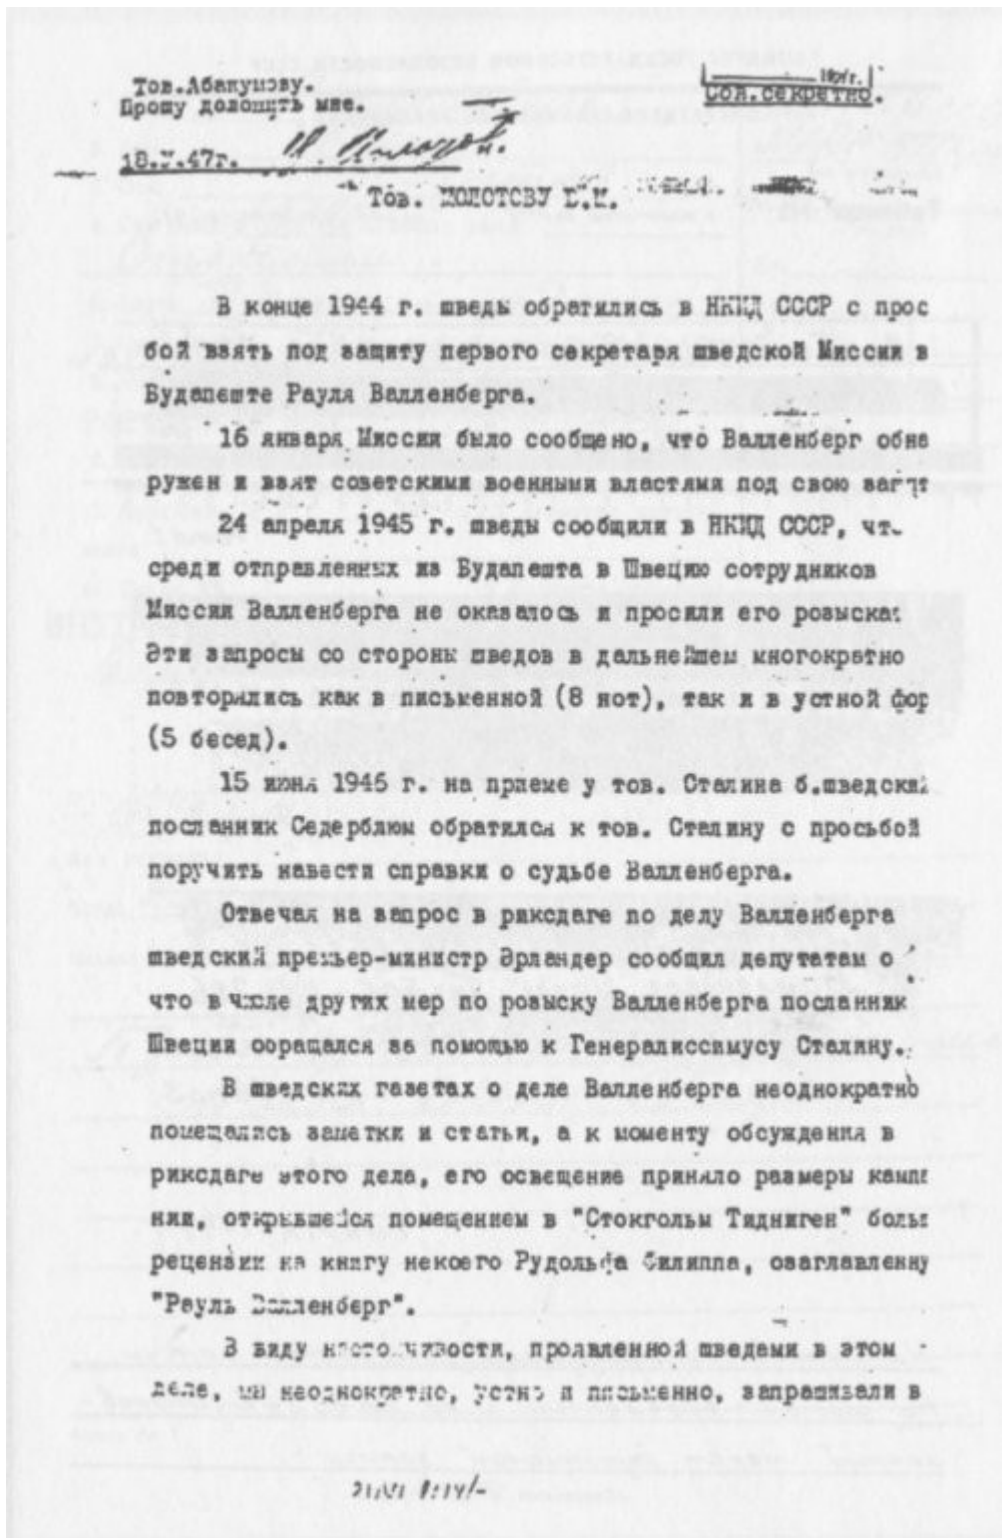 Тов.Абакумову.
Прошу доложить мне.
Сов.секретно.
18.V.47г.
Тов. МОЛОТОВУ В.М.
В конце 1944 г. шведы обратились в НКИД СССР с прос
бой взять под защиту первого секретаря шведской Миссии в
Будапеште Рауля Валленберга.
16 января Миссии было сообщено, что Валленберг обна
ружен и взят советскими военными властями под свою защит
24 апреля 1945 г. шведы сообщили в НКИД СССР, чт
среди отправленных из Будапешта в Швецию сотрудников
Миссии Валленберга не оказалось и просили его розыскат
Эти запросы со стороны шведов в дальнейшем многократно
повторялись как в письменной (8 нот), так и в устной фор
(5 бесед).
15 июня 1946 г. на приеме у тов. Сталина б.шведский
посланник Седерблюм обратился к тов. Сталину с просьбой
поручить навести справки о судьбе Валленберга.
Отвечая на запрос в риксдаге по делу Валленберга
шведский премьер-министр Эрландер сообщил депутатам о
что в числе других мер по розыску Валленберга посланник
Швеции обращался за помощью к Генералиссимусу Сталину.
В шведских газетах о деле Валленберга неоднократно
помещались заметки и статьи, а к моменту обсуждения в
риксдаге этого дела, его освещение приняло размеры кампа
нии, открывшейся помещением в "Стокгольм Тидниген" больш
рецензии на книгу некоего Рудольфа Филиппа, озаглавленну
"Рауль Валленберг".
В виду настойчивости, проявленной шведами в этом
деле, мы неоднократно, устно и письменно, запрашивали в